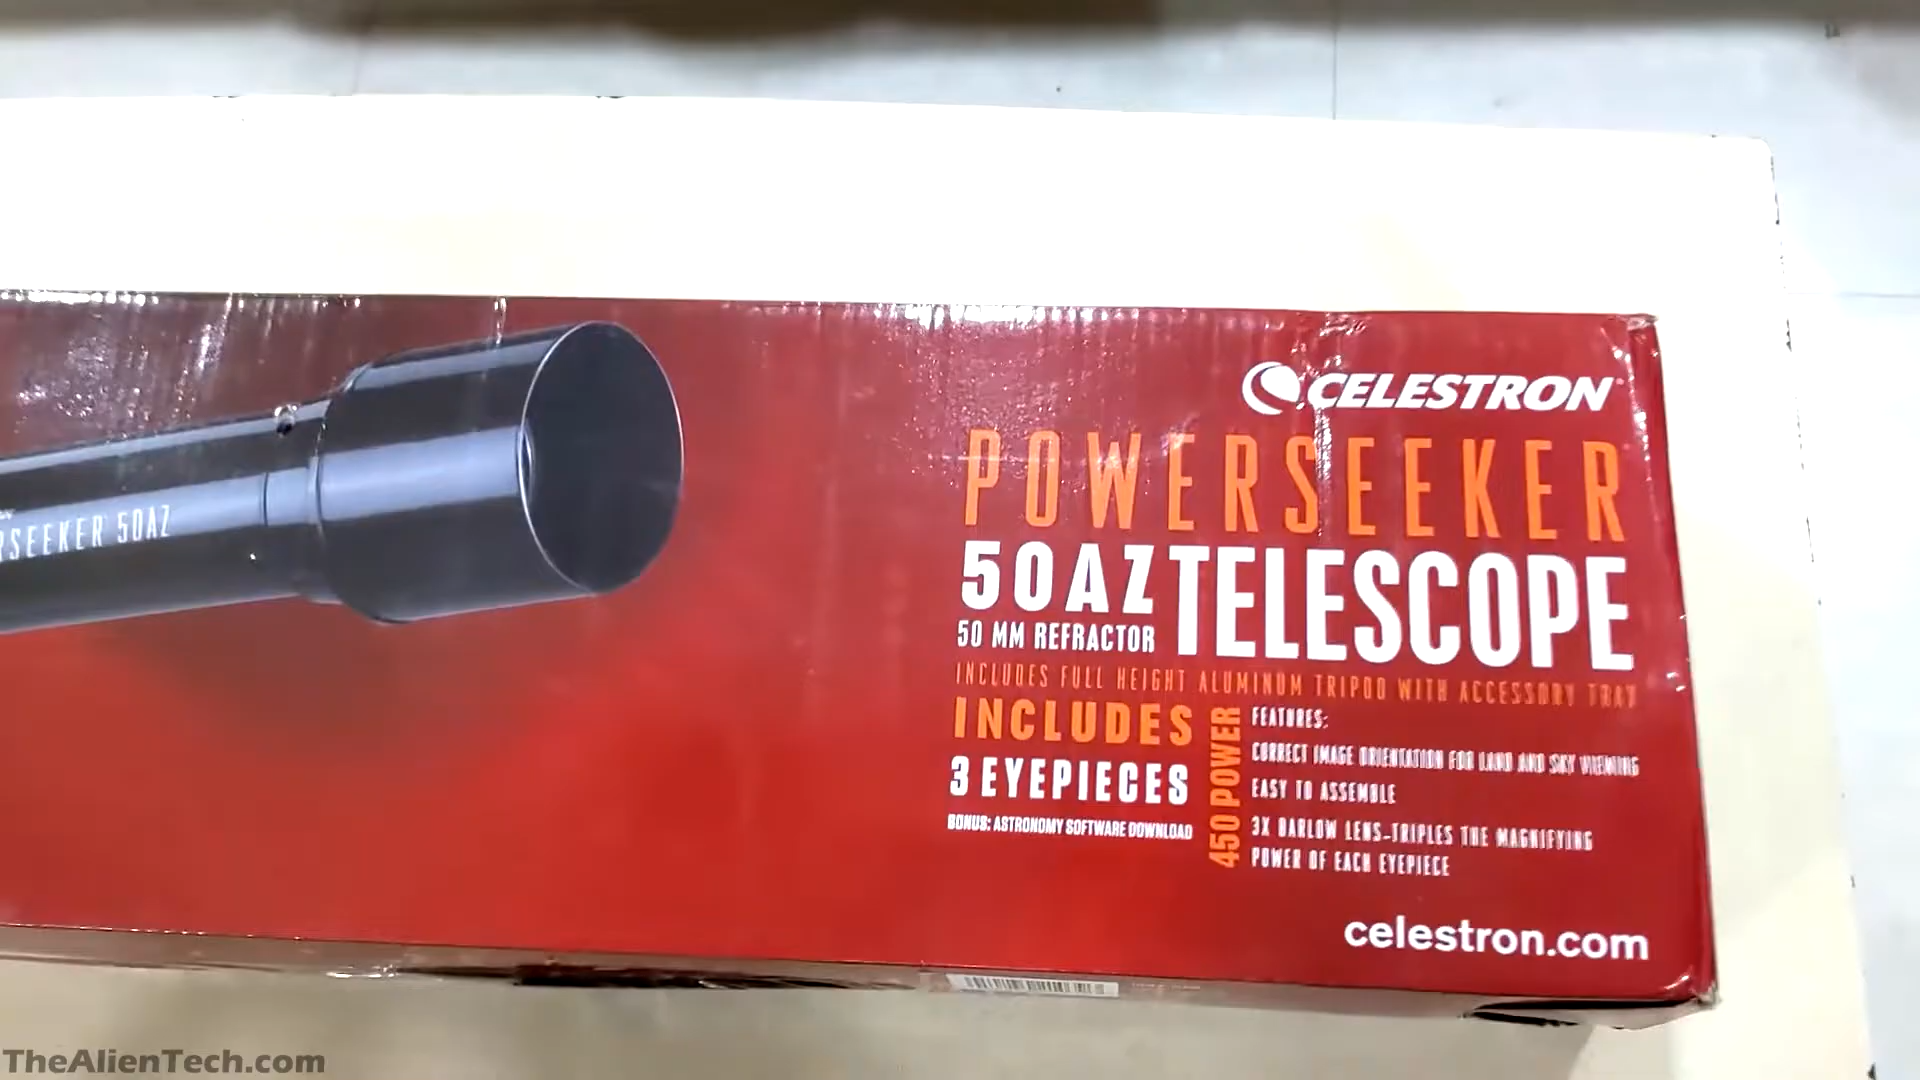 CELESTRON
POWERSEEKER
50AZ TELESCOPE
50 MM REFRACTOR
INCLUDES FULL HEIGHT ALUMINUM TRIPOD WITH ACCESSORY TRAY
INCLUDES
3 EYEPIECES
BONUS: ASTRONOMY SOFTWARE DOWNLOAD
450 POWER
FEATURES:
CORRECT IMAGE ORIENTATION FOR LAND AND SKY VIEWING
EASY TO ASSEMBLE
3X BARLOW LENS-TRIPLES THE MAGNIFYING
POWER OF EACH EYEPIECE
celestron.com
RSEEKER 50AZ
TheAlienTech.com